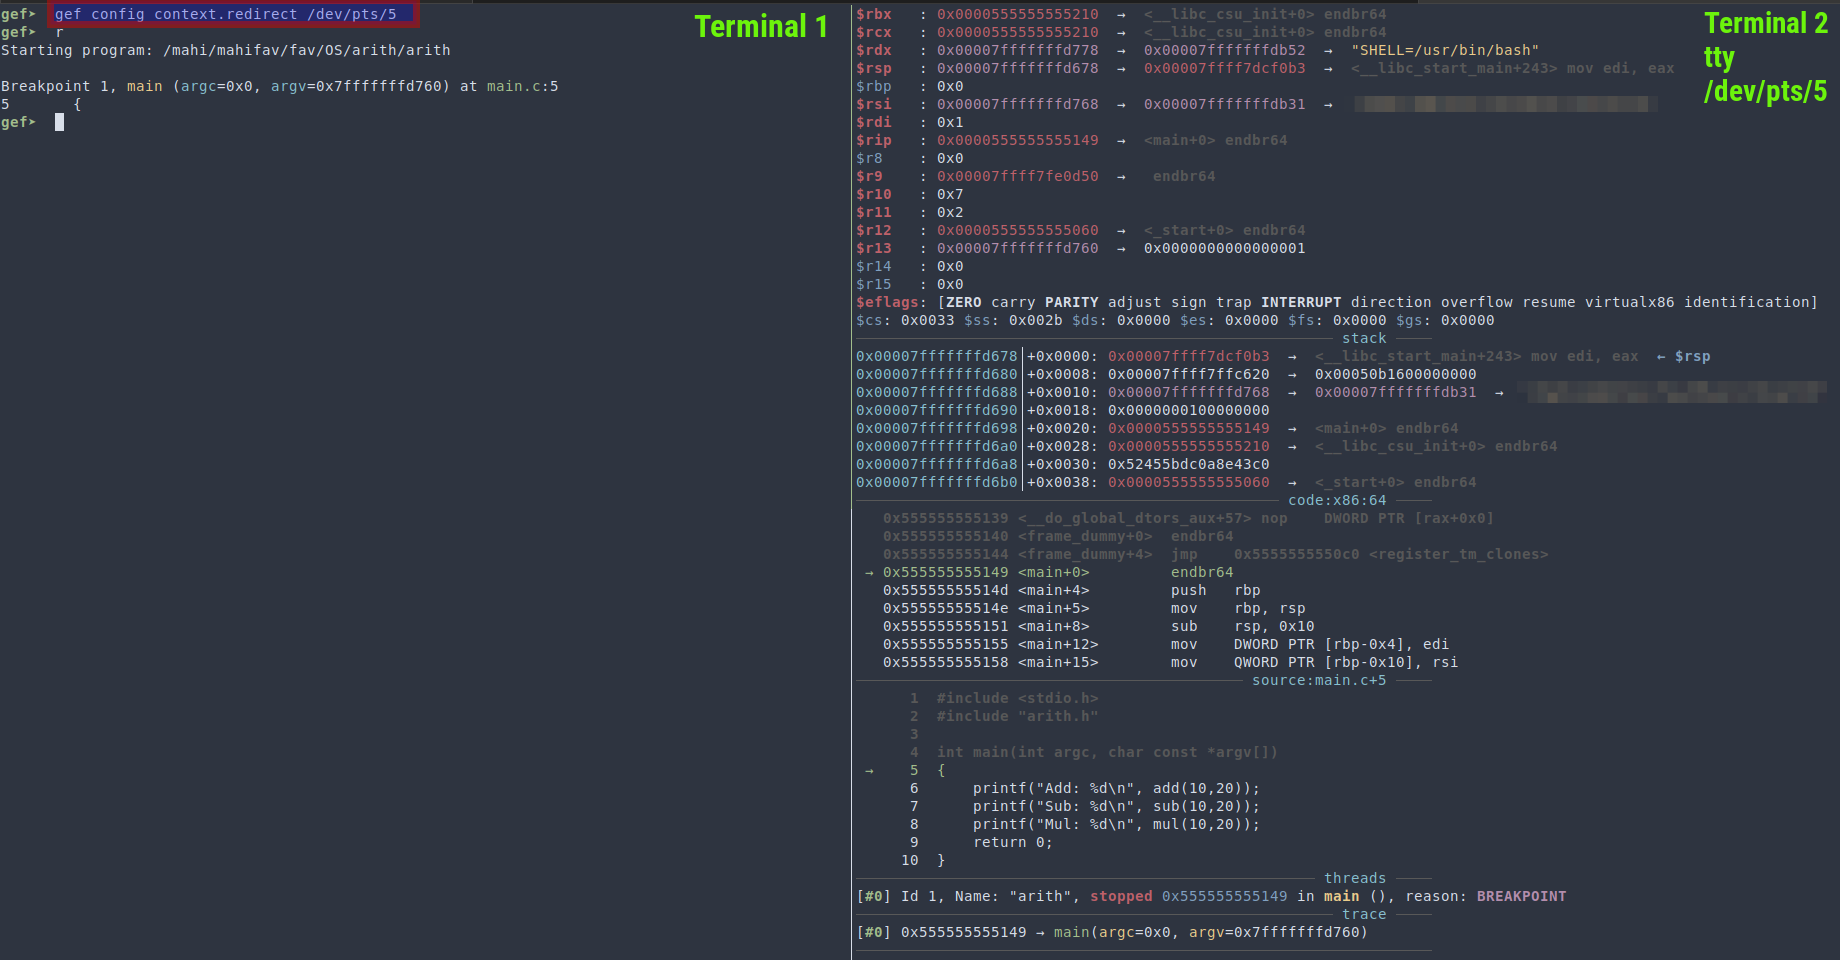 gef➤  gef config context.redirect /dev/pts/5
gef➤  r
Starting program: /mahi/mahifav/fav/OS/arith/arith
Breakpoint 1, main (argc=0x0, argv=0x7fffffffd760) at main.c:5
5       {
gef➤
Terminal 1
Terminal 2
tty
/dev/pts/5
$rbx   : 0x0000555555555210  →  <__libc_csu_init+0> endbr64
$rcx   : 0x0000555555555210  →  <__libc_csu_init+0> endbr64
$rdx   : 0x00007fffffffd778  →  0x00007fffffffdb52  →  "SHELL=/usr/bin/bash"
$rsp   : 0x00007fffffffd678  →  0x00007ffff7dcf0b3  →  <__libc_start_main+243> mov edi, eax
$rbp   : 0x0
$rsi   : 0x00007fffffffd768  →  0x00007fffffffdb31  →
$rdi   : 0x1
$rip   : 0x0000555555555149  →  <main+0> endbr64
$r8    : 0x0
$r9    : 0x00007ffff7fe0d50  →   endbr64
$r10   : 0x7
$r11   : 0x2
$r12   : 0x0000555555555060  →  <_start+0> endbr64
$r13   : 0x00007fffffffd760  →  0x0000000000000001
$r14   : 0x0
$r15   : 0x0
$eflags: [ZERO carry PARITY adjust sign trap INTERRUPT direction overflow resume virtualx86 identification]
$cs: 0x0033 $ss: 0x002b $ds: 0x0000 $es: 0x0000 $fs: 0x0000 $gs: 0x0000
stack
0x00007fffffffd678│+0x0000: 0x00007ffff7dcf0b3  →  <__libc_start_main+243> mov edi, eax  ← $rsp
0x00007fffffffd680│+0x0008: 0x00007ffff7ffc620  →  0x00050b1600000000
0x00007fffffffd688│+0x0010: 0x00007fffffffd768  →  0x00007fffffffdb31  →
0x00007fffffffd690│+0x0018: 0x0000000100000000
0x00007fffffffd698│+0x0020: 0x0000555555555149  →  <main+0> endbr64
0x00007fffffffd6a0│+0x0028: 0x0000555555555210  →  <__libc_csu_init+0> endbr64
0x00007fffffffd6a8│+0x0030: 0x52455bdc0a8e43c0
0x00007fffffffd6b0│+0x0038: 0x0000555555555060  →  <_start+0> endbr64
code:x86:64
0x555555555139 <__do_global_dtors_aux+57> nop    DWORD PTR [rax+0x0]
0x555555555140 <frame_dummy+0>  endbr64
0x555555555144 <frame_dummy+4>  jmp    0x5555555550c0 <register_tm_clones>
→ 0x555555555149 <main+0>         endbr64
0x55555555514d <main+4>         push   rbp
0x55555555514e <main+5>         mov    rbp, rsp
0x555555555151 <main+8>         sub    rsp, 0x10
0x555555555155 <main+12>        mov    DWORD PTR [rbp-0x4], edi
0x555555555158 <main+15>        mov    QWORD PTR [rbp-0x10], rsi
source:main.c+5
1  #include <stdio.h>
2  #include "arith.h"
3
4  int main(int argc, char const *argv[])
→    5  {
6      printf("Add: %d\n", add(10,20));
7      printf("Sub: %d\n", sub(10,20));
8      printf("Mul: %d\n", mul(10,20));
9      return 0;
10  }
threads
[#0] Id 1, Name: "arith", stopped 0x555555555149 in main (), reason: BREAKPOINT
trace
[#0] 0x555555555149 → main(argc=0x0, argv=0x7fffffffd760)